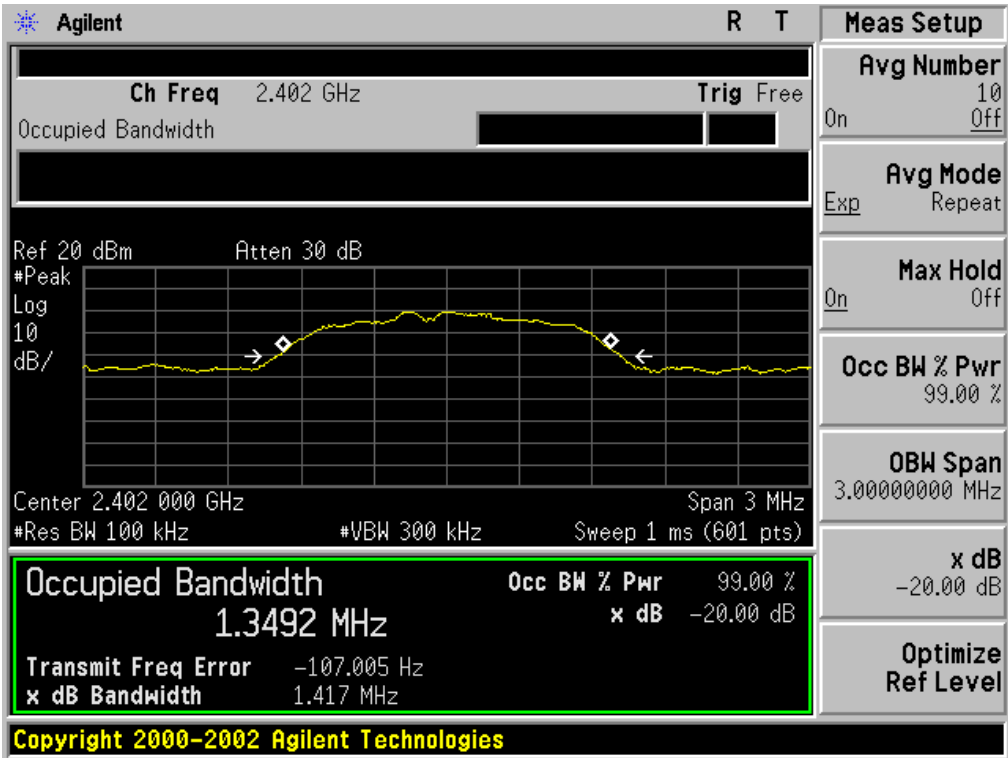 Agilent R T
Ch Freq 2.402 GHz Trig Free
Occupied Bandwidth
Ref 20 dBm Atten 30 dB
#Peak
Log
10
dB/
Center 2.402 000 GHz Span 3 MHz
#Res BW 100 kHz #VBW 300 kHz Sweep 1 ms (601 pts)
Occupied Bandwidth
1.3492 MHz
Occ BW % Pwr 99.00 %
x dB -20.00 dB
Transmit Freq Error -107.005 Hz
x dB Bandwidth 1.417 MHz
Copyright 2000-2002 Agilent Technologies
Meas Setup
Avg Number
10
On Off
Avg Mode
Exp Repeat
Max Hold
On Off
Occ BW % Pwr
99.00 %
OBW Span
3.00000000 MHz
x dB
-20.00 dB
Optimize
Ref Level